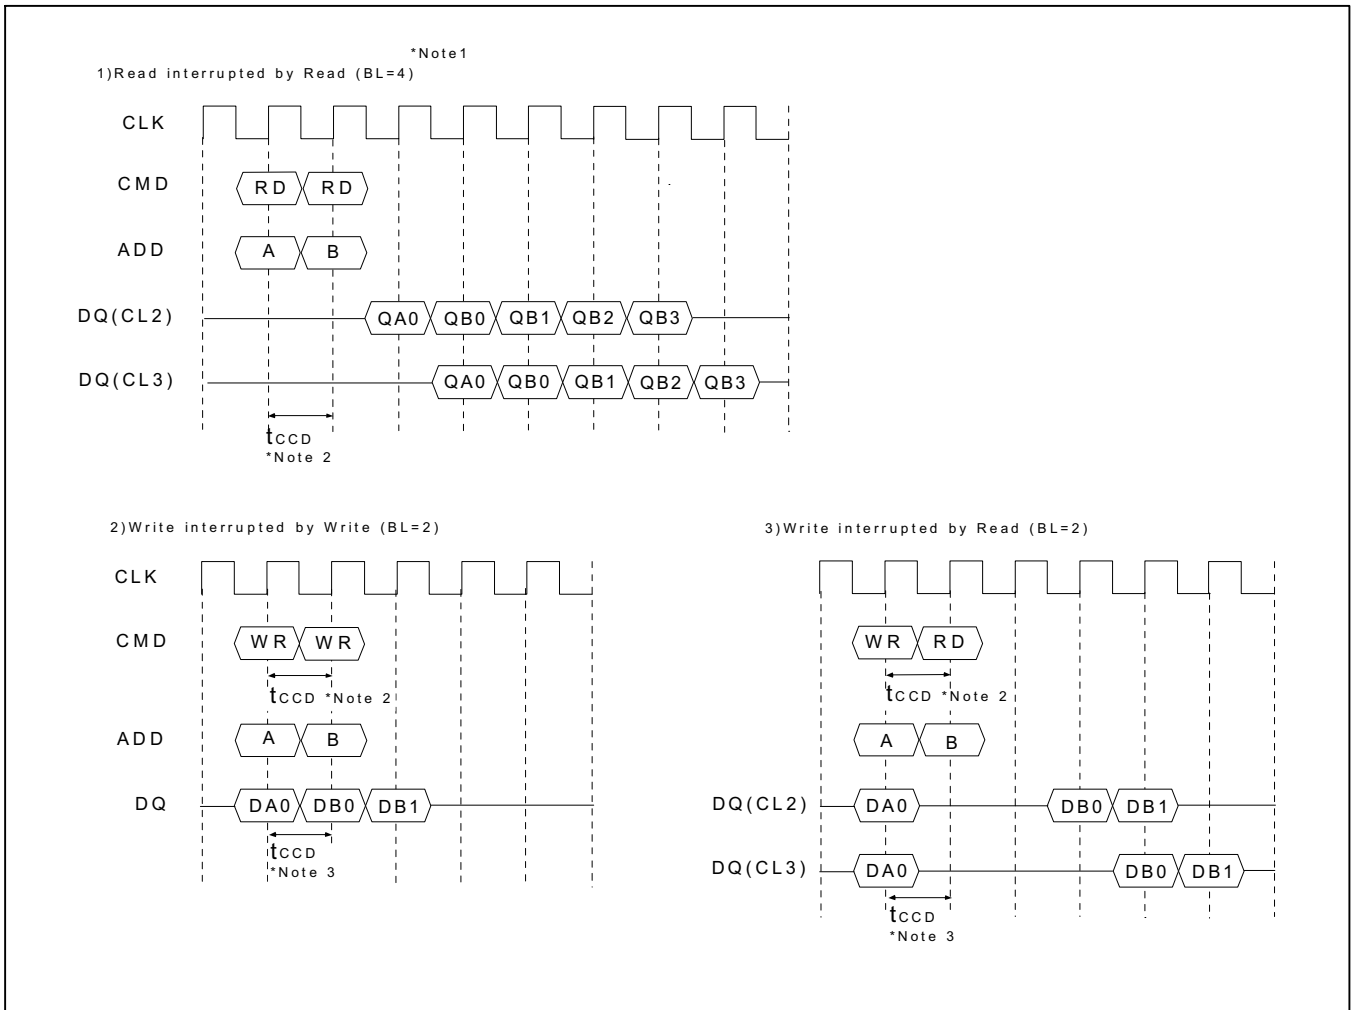 *Note1
1)Read interrupted by Read (BL=4)
CLK
CMD RD RD
ADD A B
DQ(CL2) QA0 QB0 QB1 QB2 QB3
DQ(CL3) QA0 QB0 QB1 QB2 QB3
tCCD
*Note 2
2)Write interrupted by Write (BL=2)
CLK
CMD WR WR
tCCD *Note 2
ADD A B
DQ DA0 DB0 DB1
tCCD
*Note 3
3)Write interrupted by Read (BL=2)
WR RD
tCCD *Note 2
A B
DQ(CL2) DA0 DB0 DB1
DQ(CL3) DA0 DB0 DB1
tCCD
*Note 3